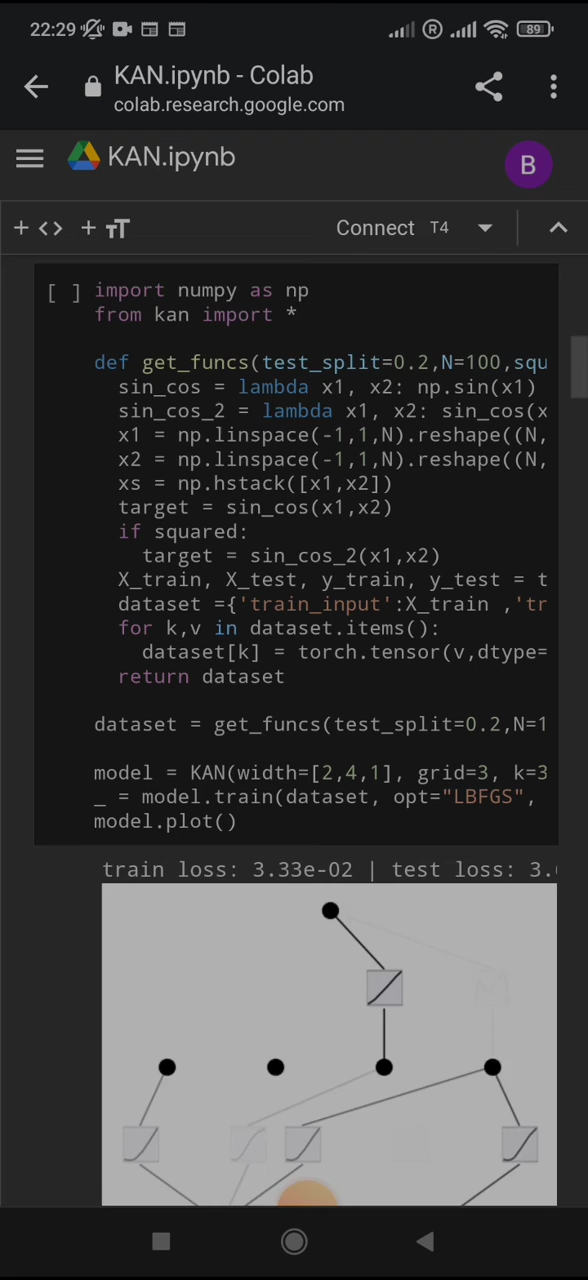 22:29
R
89
KAN.ipynb - Colab
colab.research.google.com
KAN.ipynb
B
+ <> + TT
Connect T4
[ ] import numpy as np
from kan import *
def get_funcs(test_split=0.2,N=100,squ
sin_cos = lambda x1, x2: np.sin(x1)
sin_cos_2 = lambda x1, x2: sin_cos(x
x1 = np.linspace(-1,1,N).reshape((N,
x2 = np.linspace(-1,1,N).reshape((N,
xs = np.hstack([x1,x2])
target = sin_cos(x1,x2)
if squared:
target = sin_cos_2(x1,x2)
X_train, X_test, y_train, y_test = t
dataset ={'train_input':X_train ,'tr
for k,v in dataset.items():
dataset[k] = torch.tensor(v,dtype=
return dataset
dataset = get_funcs(test_split=0.2,N=1
model = KAN(width=[2,4,1], grid=3, k=3
_ = model.train(dataset, opt="LBFGS",
model.plot()
train loss: 3.33e-02 | test loss: 3.